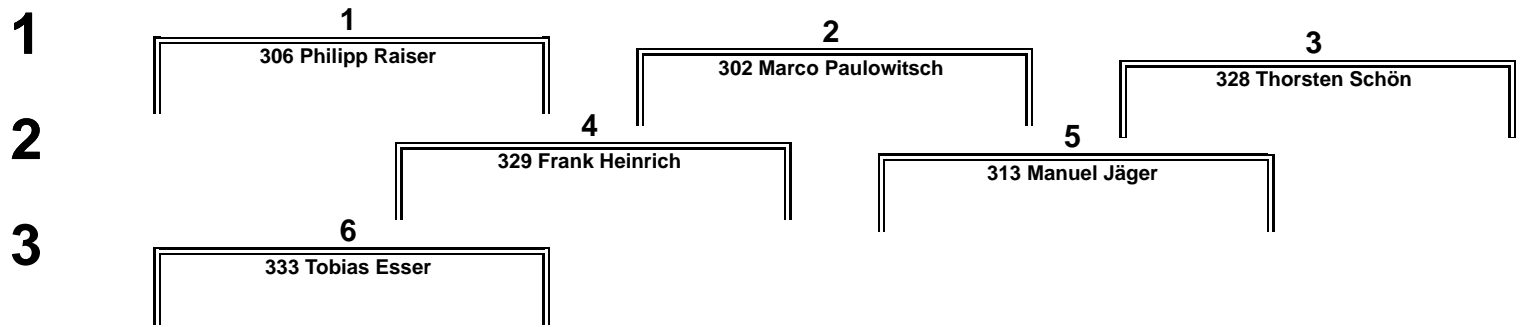 1
1
306 Philipp Raiser
2
302 Marco Paulowitsch
3
328 Thorsten Schön
2
4
329 Frank Heinrich
5
313 Manuel Jäger
3
6
333 Tobias Esser